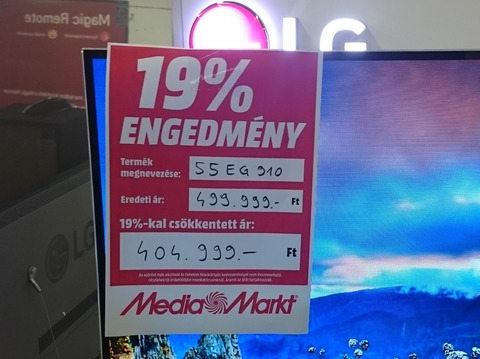 Magic Remote
LG
19%
ENGEDMÉNY
Termék
megnevezése: 55EG910
Eredeti ár: 499.999.- Ft
19%-kal csökkentett ár:
404.999.- Ft
MediaMarkt
LG